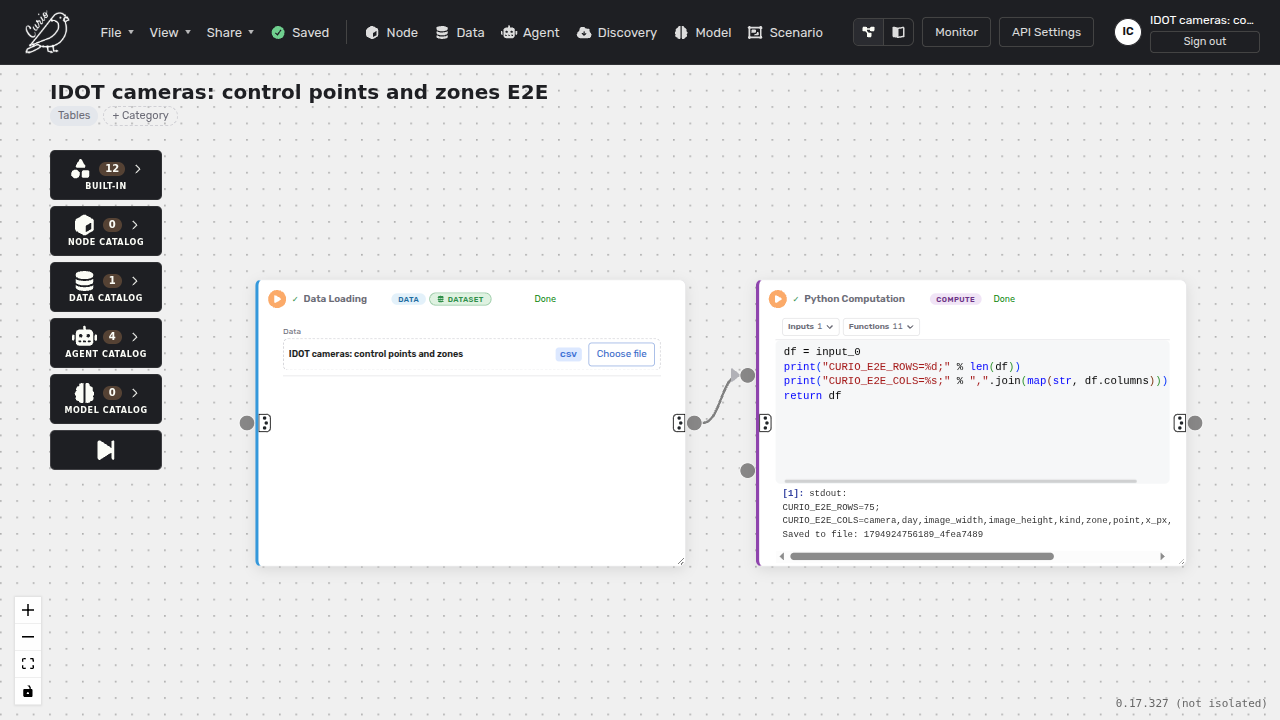 Curio
File
View
Share
Saved
Node
Data
Agent
Discovery
Model
Scenario
Monitor
API Settings
IC
IDOT cameras: co...
Sign out
IDOT cameras: control points and zones E2E
Tables
+ Category
12
BUILT-IN
0
NODE CATALOG
1
DATA CATALOG
4
AGENT CATALOG
0
MODEL CATALOG
✓ Data Loading
DATA
DATASET
Done
Data
IDOT cameras: control points and zones
CSV
Choose file
✓ Python Computation
COMPUTE
Done
Inputs 1
Functions 11
df = input_0
print("CURIO_E2E_ROWS=%d;" % len(df))
print("CURIO_E2E_COLS=%s;" % ",".join(map(str, df.columns)))
return df
[1]: stdout:
CURIO_E2E_ROWS=75;
CURIO_E2E_COLS=camera,day,image_width,image_height,kind,zone,point,x_px,
Saved to file: 1794924756189_4fea7489
0.17.327 (not isolated)